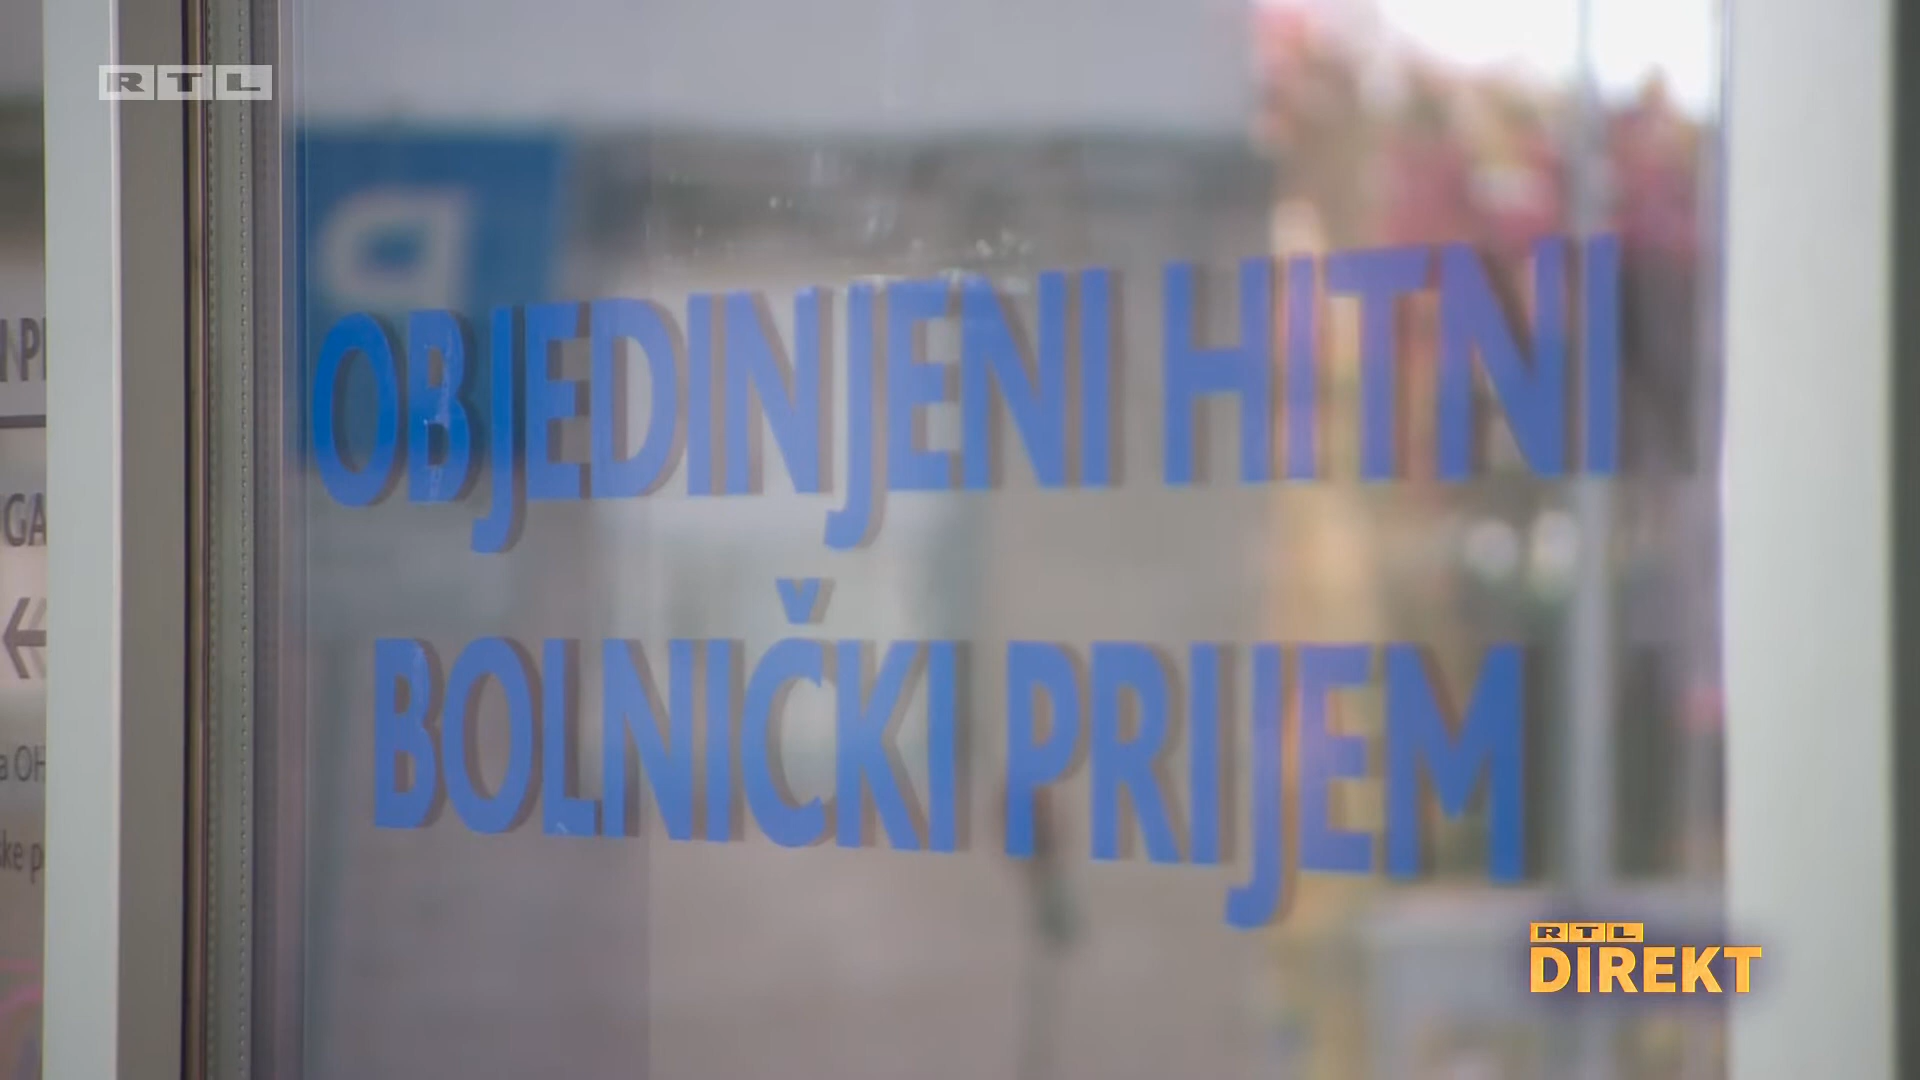 RTL
OBJEDINJENI HITNI
BOLNIČKI PRIJEM
RTL
DIREKT